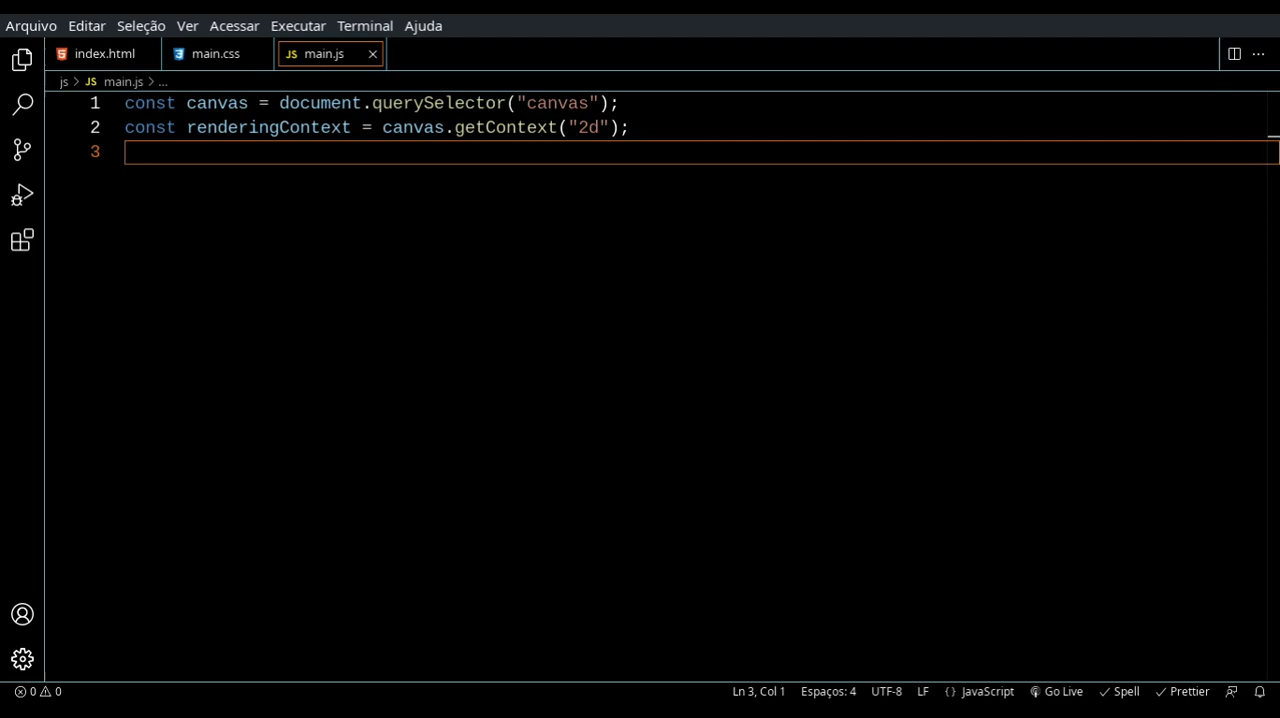 Arquivo Editar Seleção Ver Acessar Executar Terminal Ajuda
index.html main.css JS main.js
js > JS main.js > ...
1 const canvas = document.querySelector("canvas");
2 const renderingContext = canvas.getContext("2d");
3
0 0 Ln 3, Col 1 Espaços: 4 UTF-8 LF {} JavaScript Go Live Spell Prettier